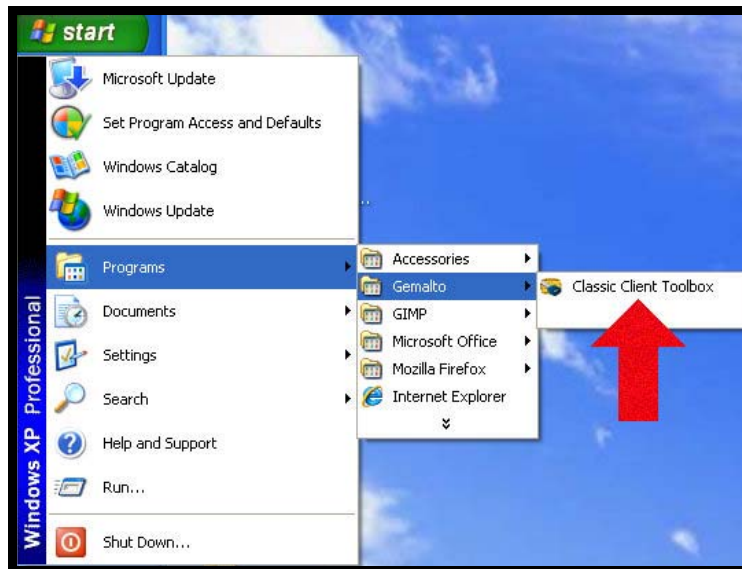 start
Microsoft Update
Set Program Access and Defaults
Windows Catalog
Windows Update
Programs
Documents
Settings
Search
Help and Support
Run...
Shut Down...
Windows XP Professional
Accessories
Gemalto
GIMP
Microsoft Office
Mozilla Firefox
Internet Explorer
Classic Client Toolbox